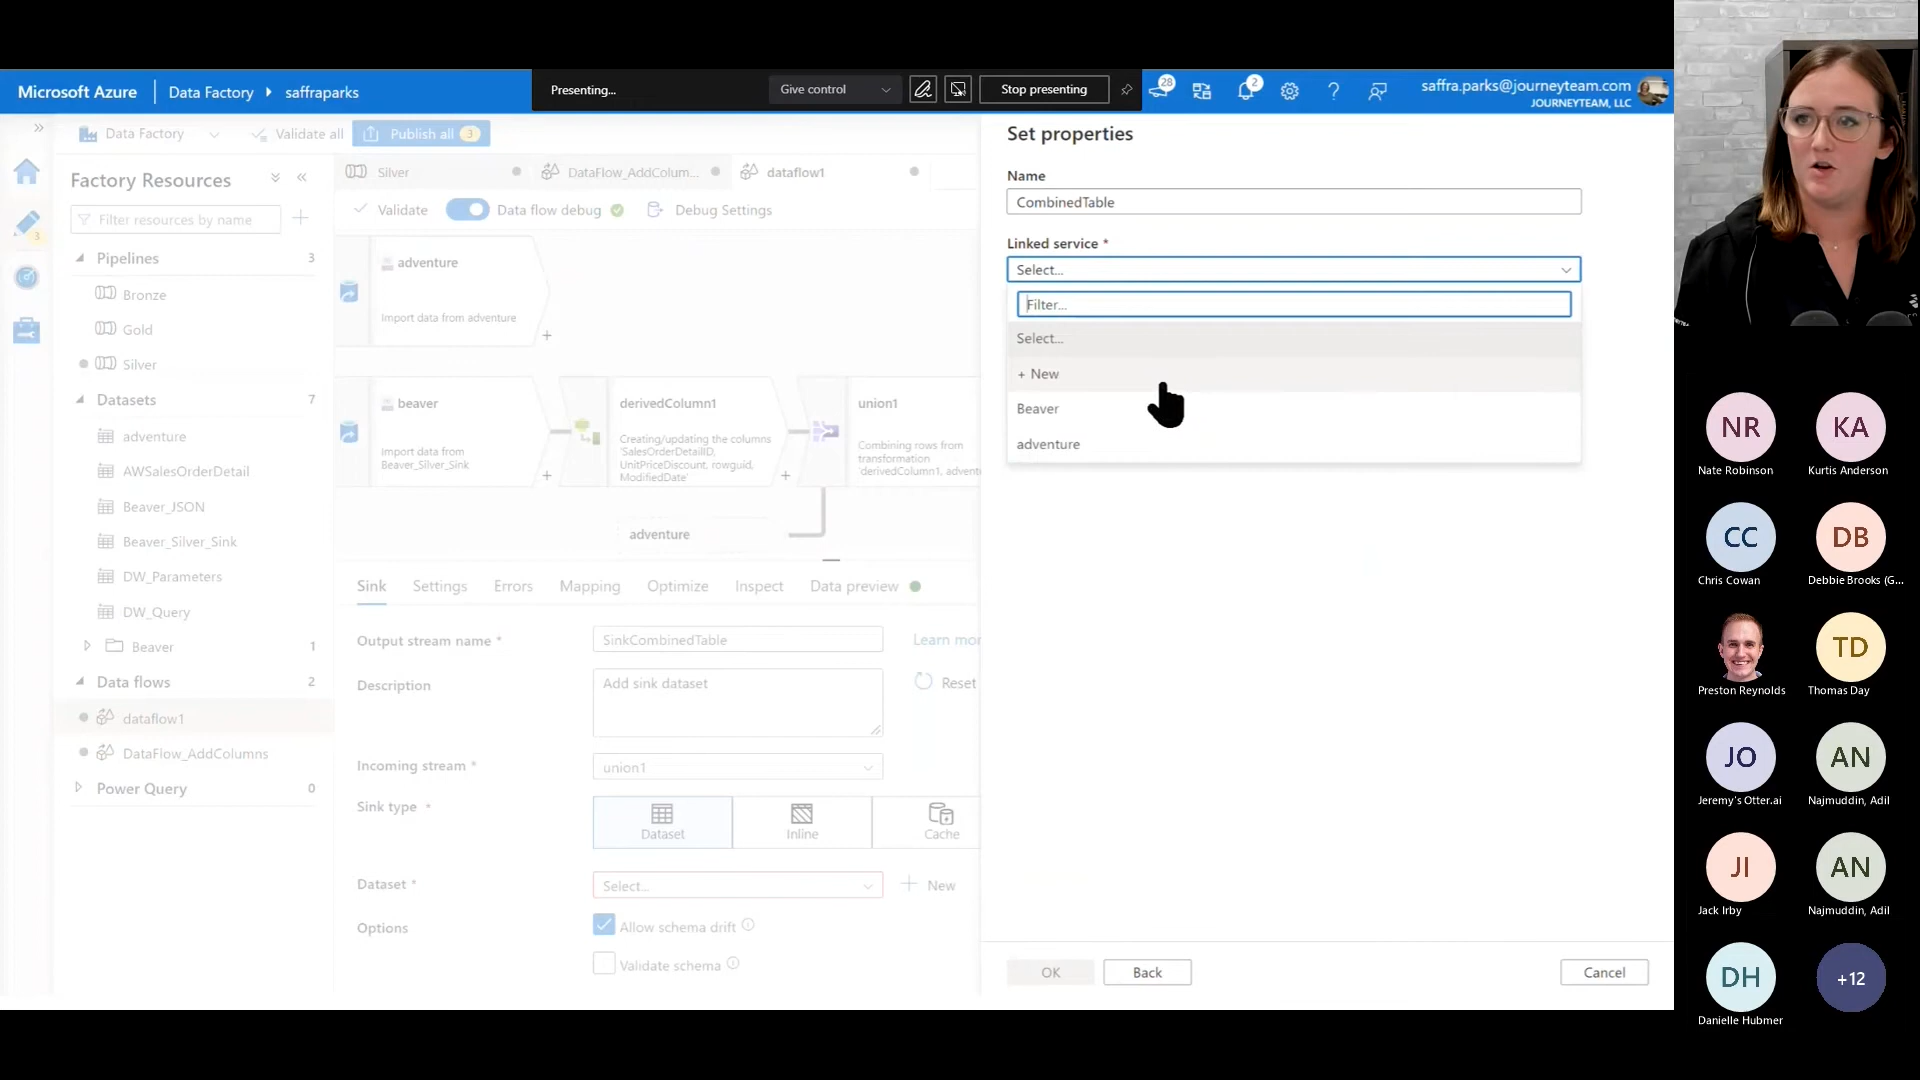 Microsoft Azure
Data Factory
saffraparks
Presenting...
Give control
Stop presenting
28
2
saffra.parks@journeyteam.com
JOURNEYTEAM, LLC
Data Factory
Validate all
Publish all
3
3
Factory Resources
Filter resources by name
Pipelines 3
Bronze
Gold
Silver
Datasets 7
adventure
AWSalesOrderDetail
Beaver_JSON
Beaver_Silver_Sink
DW_Parameters
DW_Query
Beaver 1
Data flows 2
dataflow1
DataFlow_AddColumns
Power Query 0
Silver
DataFlow_AddColum...
dataflow1
Validate
Data flow debug
Debug Settings
adventure
Import data from adventure
+
beaver
Import data from
Beaver_Silver_Sink
+
derivedColumn1
Creating/updating the columns
'SalesOrderDetailID,
UnitPriceDiscount, rowguid,
ModifiedDate'
+
union1
Combining rows from
transformation
'derivedColumn1, advent
adventure
Sink
Settings
Errors
Mapping
Optimize
Inspect
Data preview
Output stream name *
SinkCombinedTable
Learn mor
Description
Add sink dataset
Reset
Incoming stream *
union1
Sink type *
Dataset
Inline
Cache
Dataset *
Select...
New
Options
Allow schema drift
Validate schema
Set properties
Name
CombinedTable
Linked service *
Select...
Filter...
Select...
+ New
Beaver
adventure
OK
Back
Cancel
NR
Nate Robinson
KA
Kurtis Anderson
CC
Chris Cowan
DB
Debbie Brooks (G...
Preston Reynolds
TD
Thomas Day
JO
Jeremy's Otter.ai
AN
Najmuddin, Adil
JI
Jack Irby
AN
Najmuddin, Adil
DH
Danielle Hubmer
+12